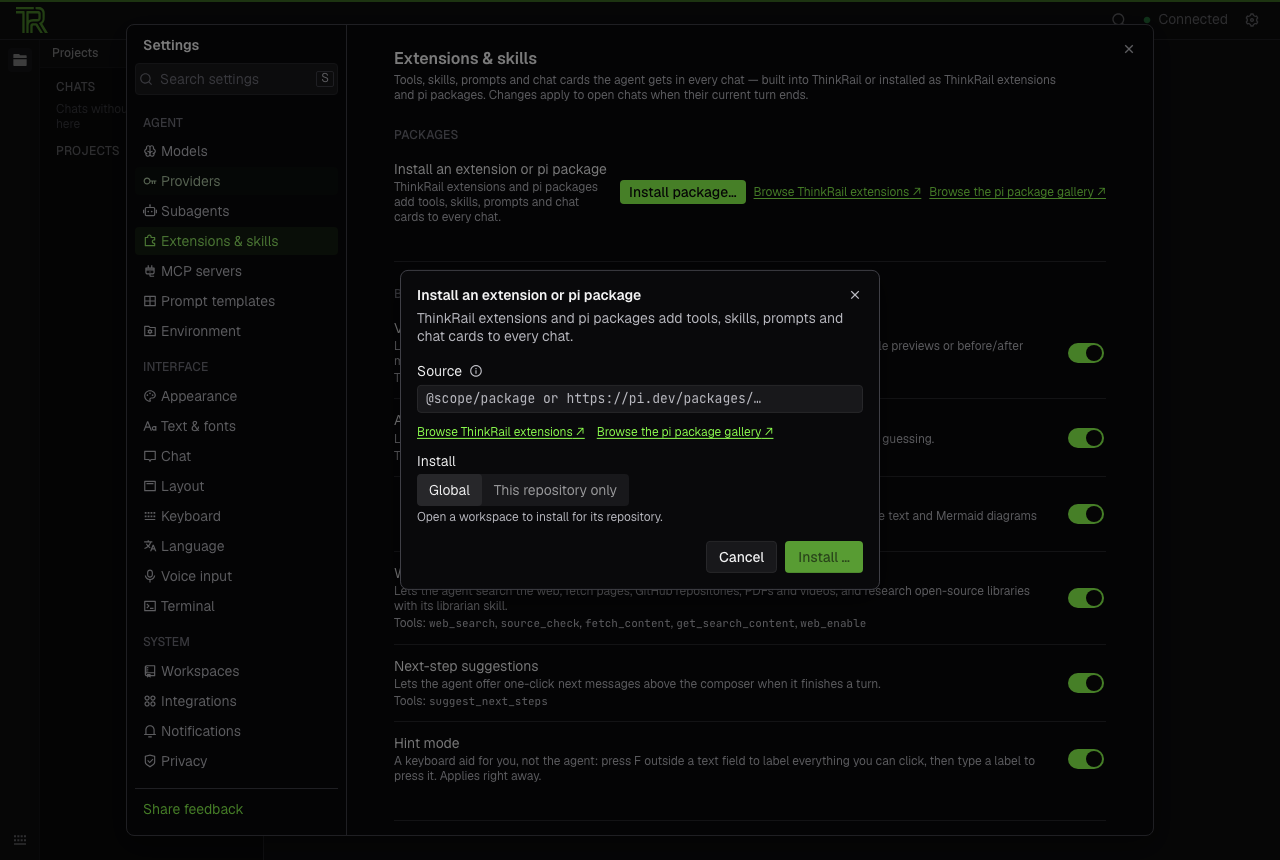 TR
Connected
Projects
CHATS
Chats withou
here
PROJECTS
Settings
Search settings
S
AGENT
Models
Providers
Subagents
Extensions & skills
MCP servers
Prompt templates
Environment
INTERFACE
Appearance
Text & fonts
Chat
Layout
Keyboard
Language
Voice input
Terminal
SYSTEM
Workspaces
Integrations
Notifications
Privacy
Share feedback
Extensions & skills
Tools, skills, prompts and chat cards the agent gets in every chat — built into ThinkRail or installed as ThinkRail extensions
and pi packages. Changes apply to open chats when their current turn ends.
PACKAGES
Install an extension or pi package
ThinkRail extensions and pi packages
add tools, skills, prompts and chat
cards to every chat.
Install package…
Browse ThinkRail extensions ↗
Browse the pi package gallery ↗
Install an extension or pi package
ThinkRail extensions and pi packages add tools, skills, prompts and
chat cards to every chat.
Source
@scope/package or https://pi.dev/packages/…
Browse ThinkRail extensions ↗
Browse the pi package gallery ↗
Install
Global
This repository only
Open a workspace to install for its repository.
Cancel
Install …
previews or before/after
guessing.
text and Mermaid diagrams
Lets the agent search the web, fetch pages, GitHub repositories, PDFs and videos, and research open-source libraries
with its librarian skill.
Tools: web_search, source_check, fetch_content, get_search_content, web_enable
Next-step suggestions
Lets the agent offer one-click next messages above the composer when it finishes a turn.
Tools: suggest_next_steps
Hint mode
A keyboard aid for you, not the agent: press F outside a text field to label everything you can click, then type a label to
press it. Applies right away.